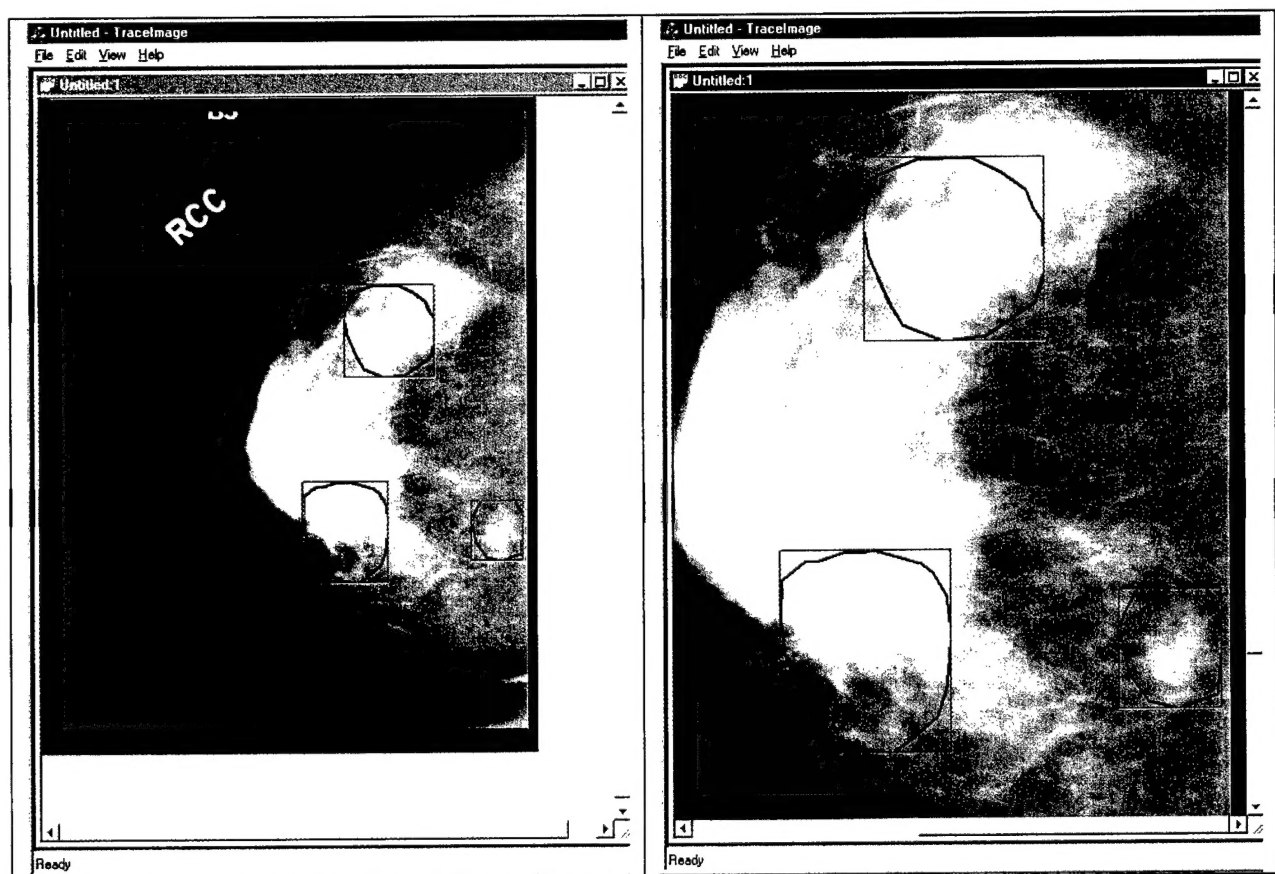 Untitled - TraceImage
File Edit View Help
Untitled:1
RCC
Ready
Untitled - TraceImage
File Edit View Help
Untitled:1
Ready